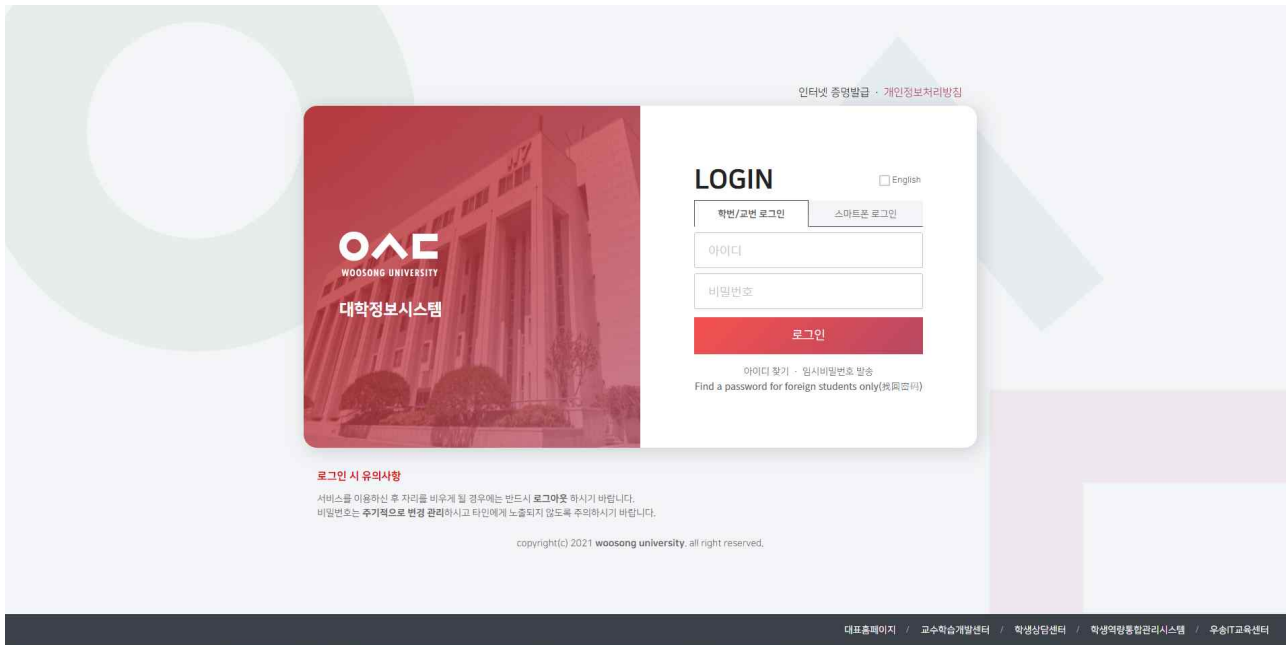 인터넷 증명발급 · 개인정보처리방침
W7
WOOSONG UNIVERSITY
대학정보시스템
LOGIN
English
학번/교번 로그인
스마트폰 로그인
아이디
비밀번호
로그인
아이디 찾기 · 임시비밀번호 발송
Find a password for foreign students only(找回密码)
로그인 시 유의사항
서비스를 이용하신 후 자리를 비우게 될 경우에는 반드시 로그아웃 하시기 바랍니다.
비밀번호는 주기적으로 변경 관리하시고 타인에게 노출되지 않도록 주의하시기 바랍니다.
copyright(c) 2021 woosong university. all right reserved.
대표홈페이지 / 교수학습개발센터 / 학생상담센터 / 학생역량통합관리시스템 / 우송IT교육센터